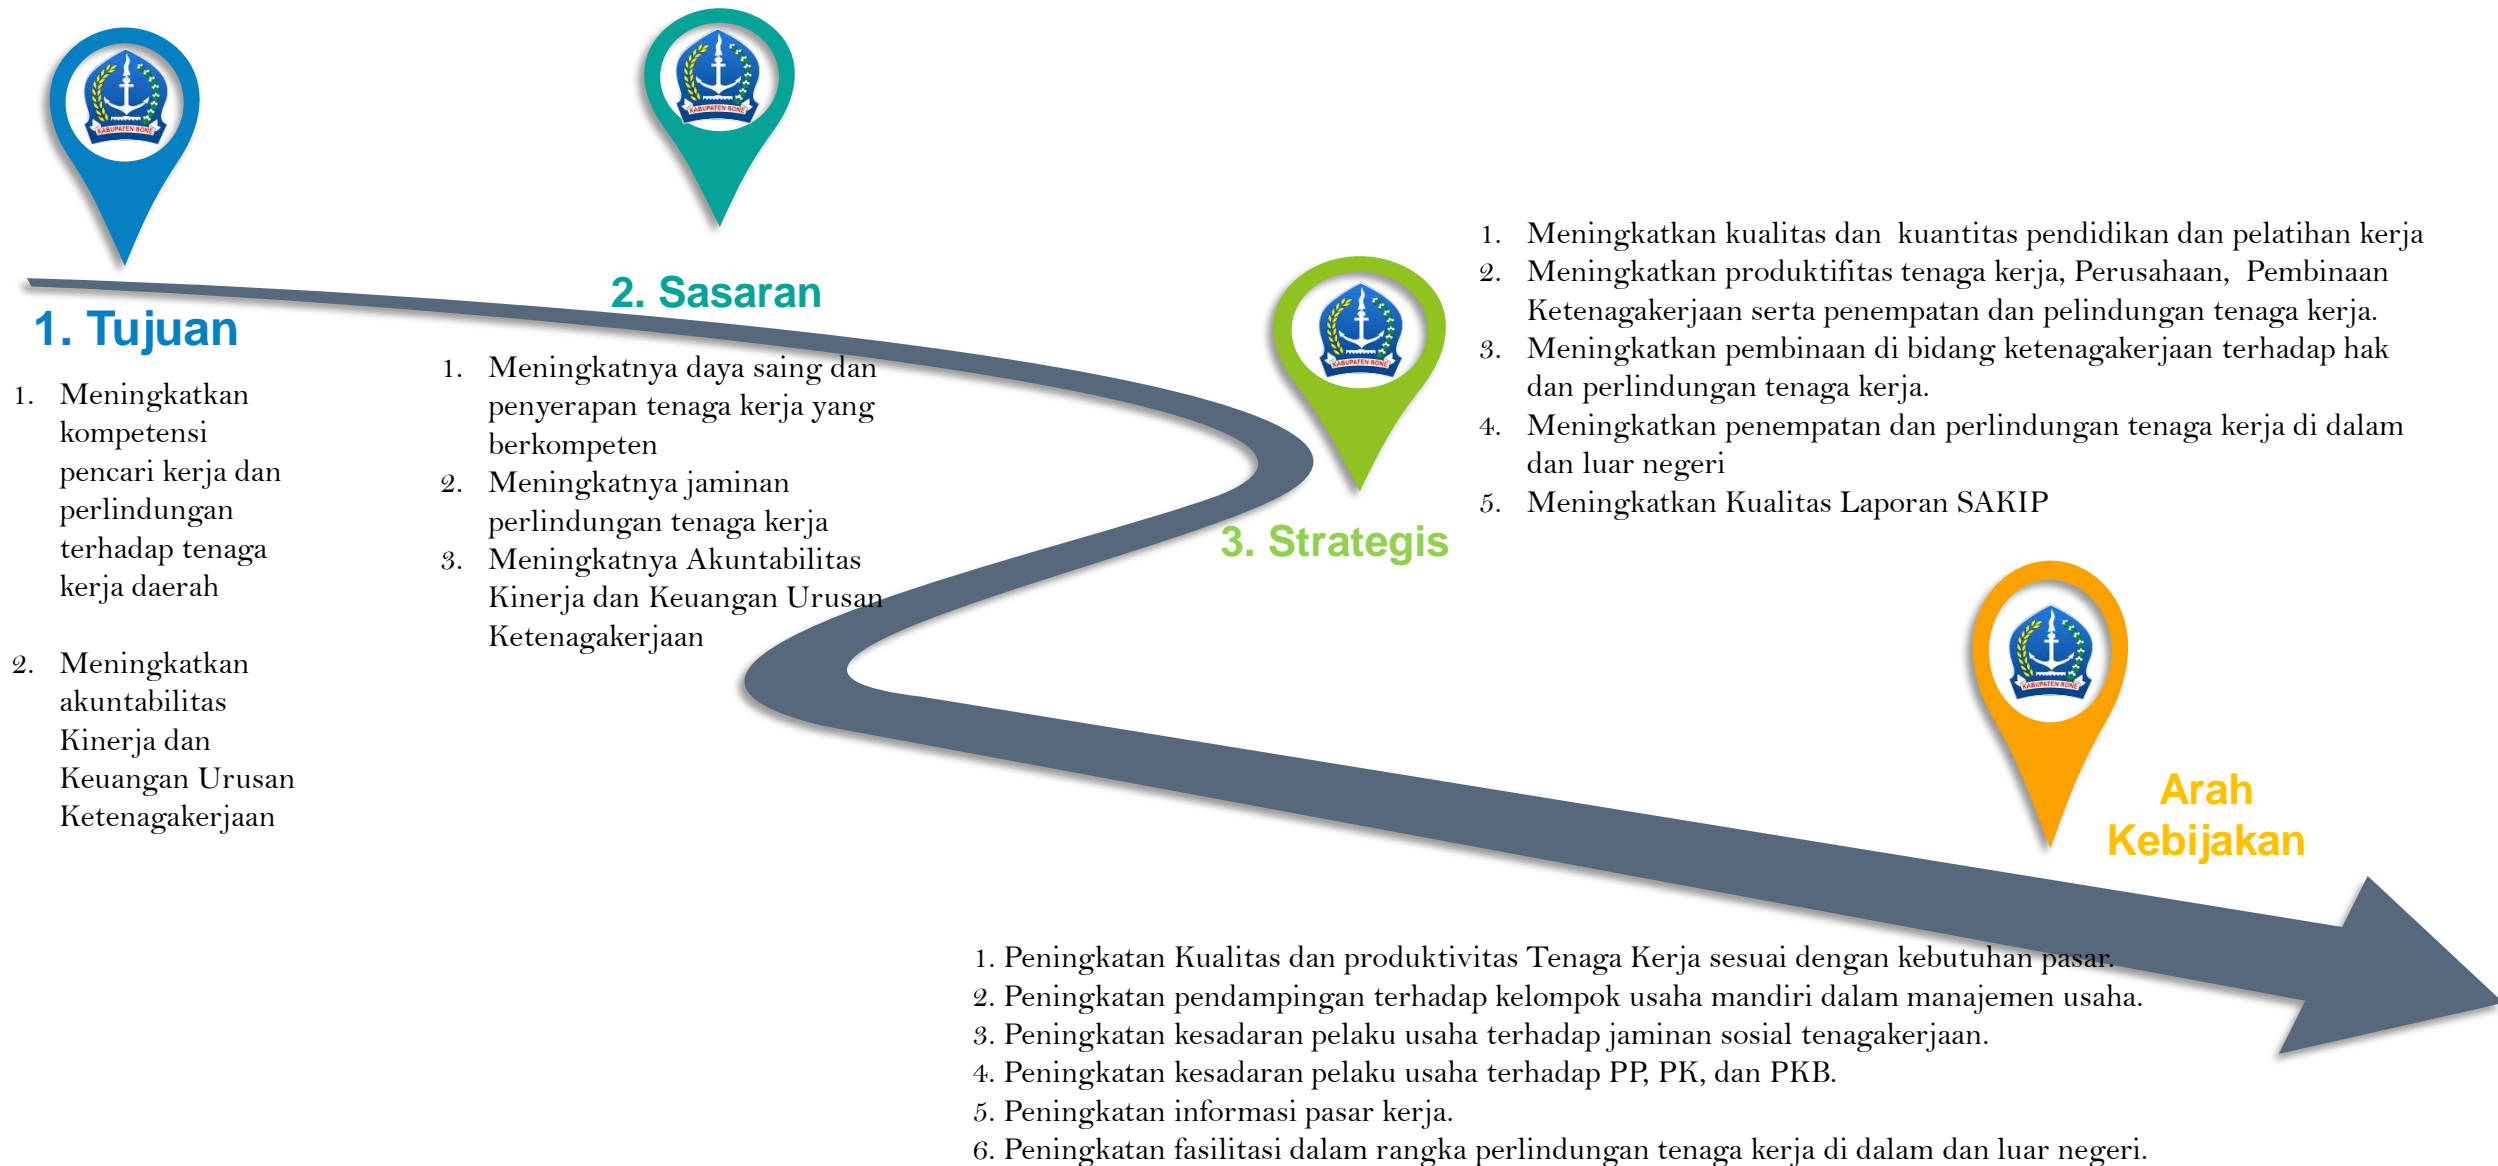 KABUPATEN BONE
1. Tujuan
1. Meningkatkan
kompetensi
pencari kerja dan
perlindungan
terhadap tenaga
kerja daerah
2. Meningkatkan
akuntabilitas
Kinerja dan
Keuangan Urusan
Ketenagakerjaan
KABUPATEN BONE
2. Sasaran
1. Meningkatnya daya saing dan
penyerapan tenaga kerja yang
berkompeten
2. Meningkatnya jaminan
perlindungan tenaga kerja
3. Meningkatnya Akuntabilitas
Kinerja dan Keuangan Urusan
Ketenagakerjaan
KABUPATEN BONE
3. Strategis
1. Meningkatkan kualitas dan kuantitas pendidikan dan pelatihan kerja
2. Meningkatkan produktifitas tenaga kerja, Perusahaan, Pembinaan
Ketenagakerjaan serta penempatan dan pelindungan tenaga kerja.
3. Meningkatkan pembinaan di bidang ketenagakerjaan terhadap hak
dan perlindungan tenaga kerja.
4. Meningkatkan penempatan dan perlindungan tenaga kerja di dalam
dan luar negeri
5. Meningkatkan Kualitas Laporan SAKIP
KABUPATEN BONE
Arah
Kebijakan
1. Peningkatan Kualitas dan produktivitas Tenaga Kerja sesuai dengan kebutuhan pasar.
2. Peningkatan pendampingan terhadap kelompok usaha mandiri dalam manajemen usaha.
3. Peningkatan kesadaran pelaku usaha terhadap jaminan sosial tenagakerjaan.
4. Peningkatan kesadaran pelaku usaha terhadap PP, PK, dan PKB.
5. Peningkatan informasi pasar kerja.
6. Peningkatan fasilitasi dalam rangka perlindungan tenaga kerja di dalam dan luar negeri.